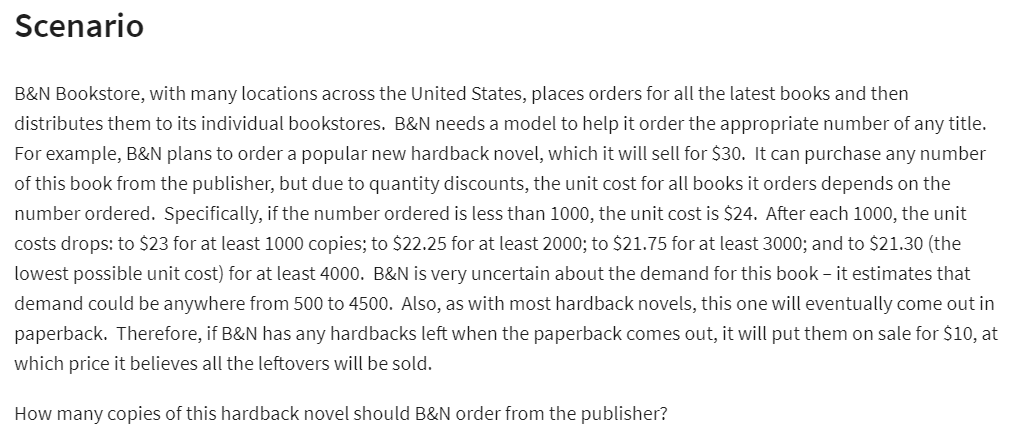 Scenario
B&N Bookstore, with many locations across the United States, places orders for all the latest books and then
distributes them to its individual bookstores.  B&N needs a model to help it order the appropriate number of any title.
For example, B&N plans to order a popular new hardback novel, which it will sell for $30.  It can purchase any number
of this book from the publisher, but due to quantity discounts, the unit cost for all books it orders depends on the
number ordered.  Specifically, if the number ordered is less than 1000, the unit cost is $24.  After each 1000, the unit
costs drops: to $23 for at least 1000 copies; to $22.25 for at least 2000; to $21.75 for at least 3000; and to $21.30 (the
lowest possible unit cost) for at least 4000.  B&N is very uncertain about the demand for this book – it estimates that
demand could be anywhere from 500 to 4500.  Also, as with most hardback novels, this one will eventually come out in
paperback.  Therefore, if B&N has any hardbacks left when the paperback comes out, it will put them on sale for $10, at
which price it believes all the leftovers will be sold.
How many copies of this hardback novel should B&N order from the publisher?